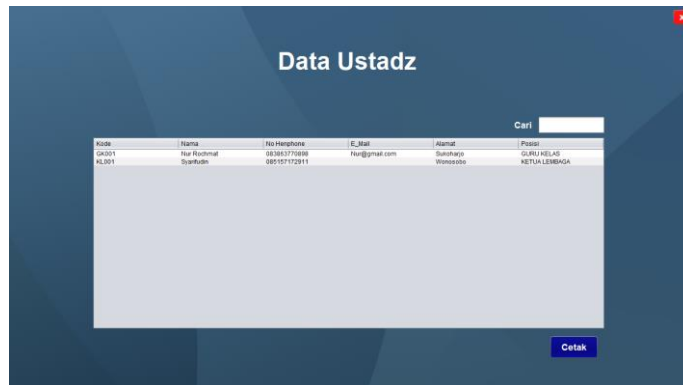 Data Ustadz
Cari
Kode Nama No Henphone E_Mail Alamat Posisi
GK001 Nur Rochmat 083863770898 Nur@gmail.com Sukoharjo GURU KELAS
KL001 Syarifudin 085157172911 Wonosobo KETUA LEMBAGA
Cetak